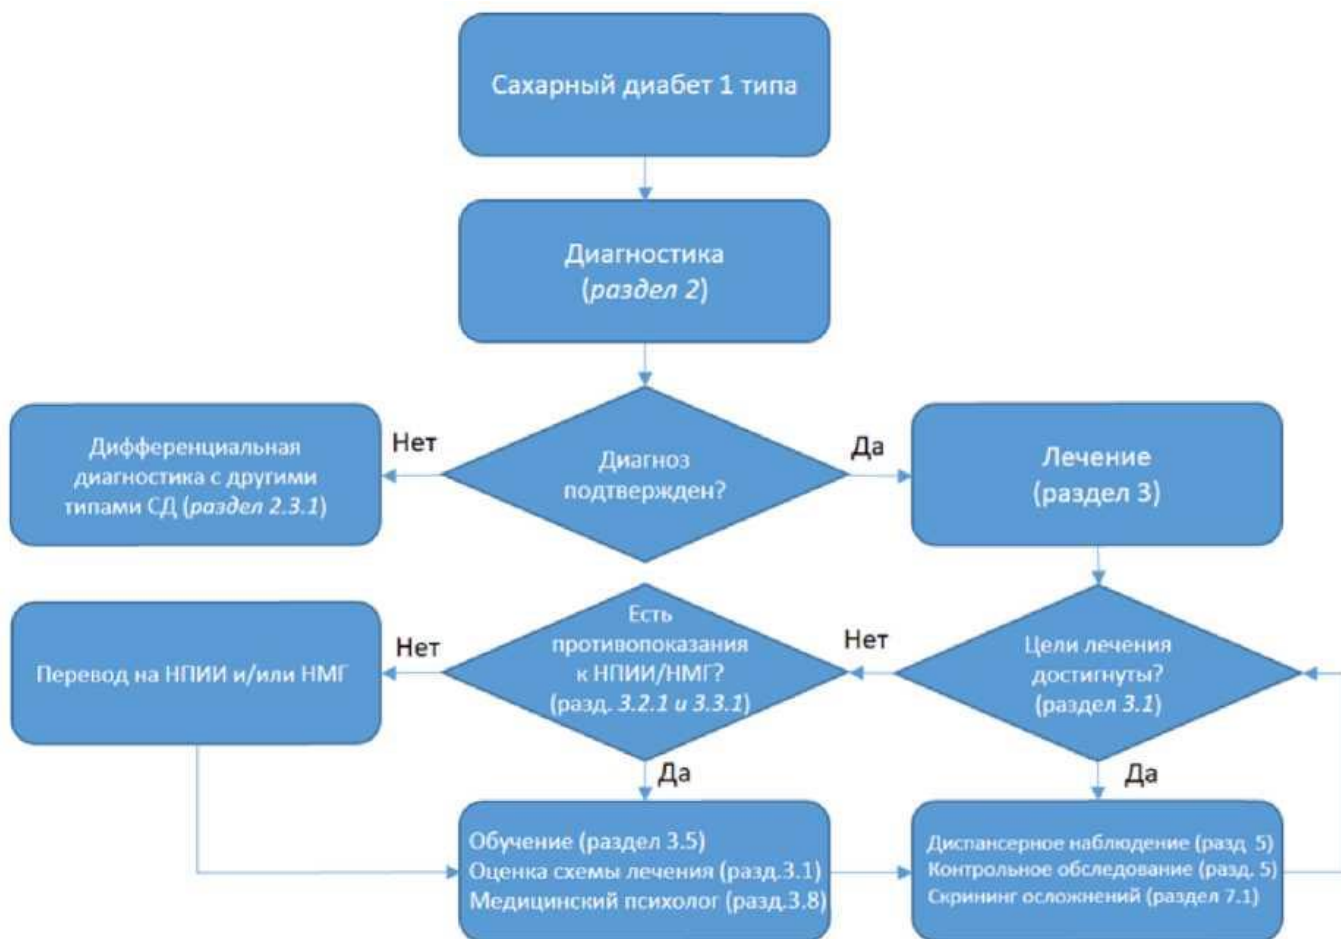 Сахарный диабет 1 типа
Диагностика
(раздел 2)
Дифференциальная
диагностика с другими
типами СД (раздел 2.3.1)
Нет
Диагноз
подтвержден?
Да
Лечение
(раздел 3)
Перевод на НПИИ и/или НМГ
Нет
Есть
противопоказания
к НПИИ/НМГ?
(разд. 3.2.1 и 3.3.1)
Нет
Цели лечения
достигнуты?
(раздел 3.1)
Да
Да
Обучение (раздел 3.5)
Оценка схемы лечения (разд.3.1)
Медицинский психолог (разд.3.8)
Диспансерное наблюдение (разд 5)
Контрольное обследование (разд. 5)
Скрининг осложнений (раздел 7.1)